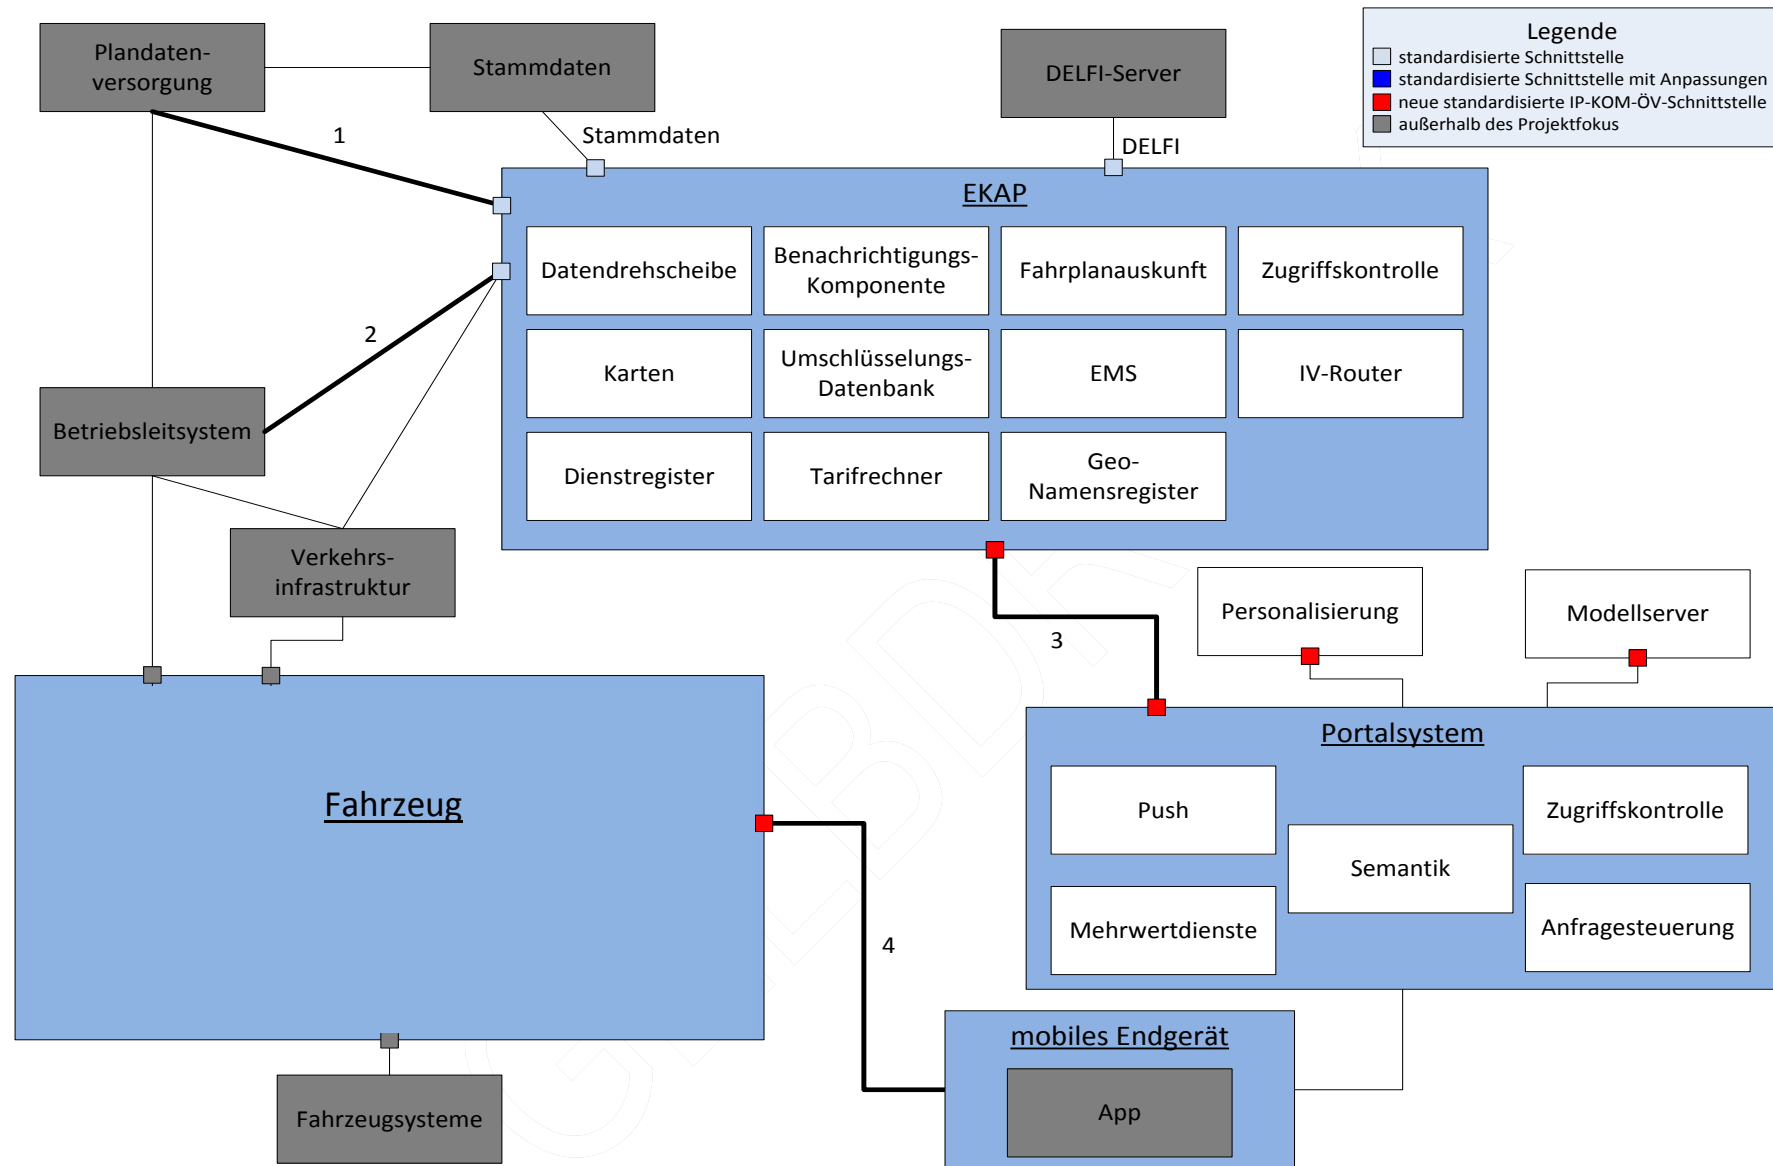 Plandaten-
versorgung
Stammdaten
DELFI-Server
Legende
standardisierte Schnittstelle
standardisierte Schnittstelle mit Anpassungen
neue standardisierte IP-KOM-ÖV-Schnittstelle
außerhalb des Projektfokus
1
Stammdaten
DELFI
EKAP
Datendrehscheibe
Benachrichtigungs-
Komponente
Fahrplanauskunft
Zugriffskontrolle
2
Karten
Umschlüsselungs-
Datenbank
EMS
IV-Router
Betriebsleitsystem
Dienstregister
Tarifrechner
Geo-
Namensregister
Verkehrs-
infrastruktur
3
Personalisierung
Modellserver
Portalsystem
Fahrzeug
Push
Zugriffskontrolle
Semantik
Mehrwertdienste
Anfragesteuerung
4
mobiles Endgerät
App
Fahrzeugsysteme